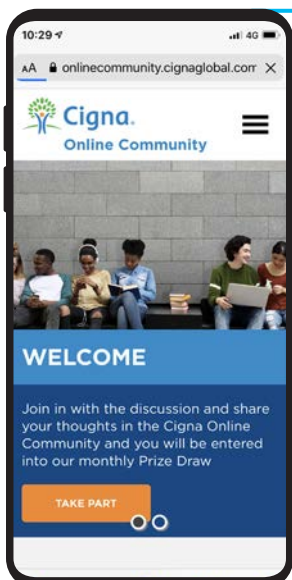 10:29
4G
AA onlinecommunity.cignaglobal.com
Cigna.
Online Community
WELCOME
Join in with the discussion and share
your thoughts in the Cigna Online
Community and you will be entered
into our monthly Prize Draw
TAKE PART